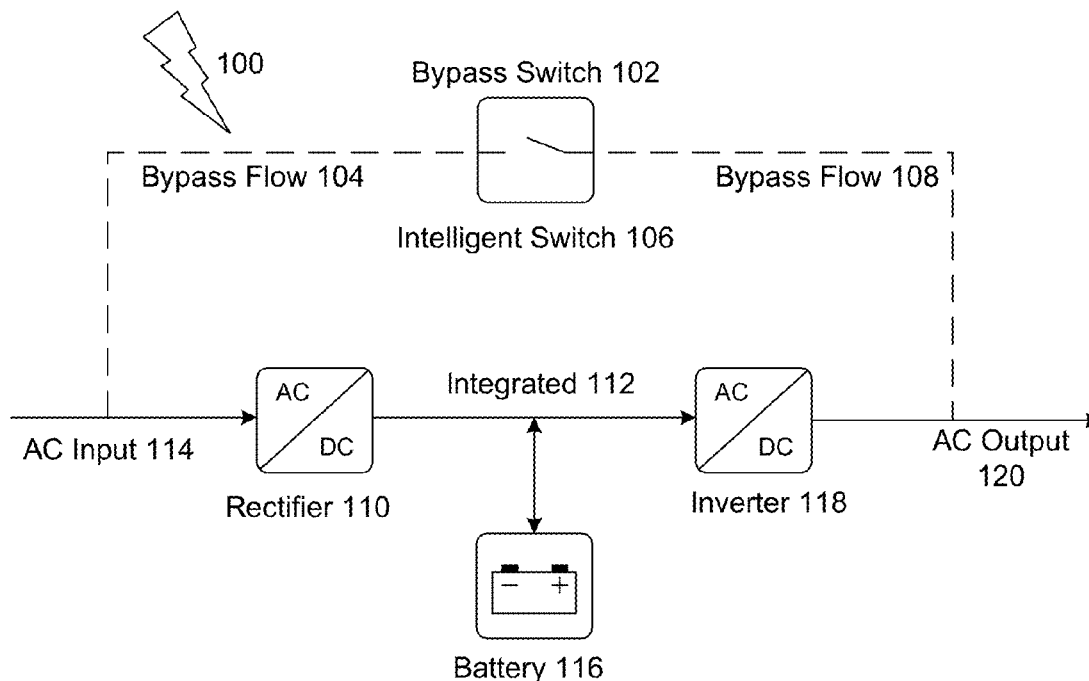 100
Bypass Switch 102
Bypass Flow 104
Bypass Flow 108
Intelligent Switch 106
AC
DC
Integrated 112
AC
DC
AC Input 114
AC Output
120
Rectifier 110
Inverter 118
− +
Battery 116